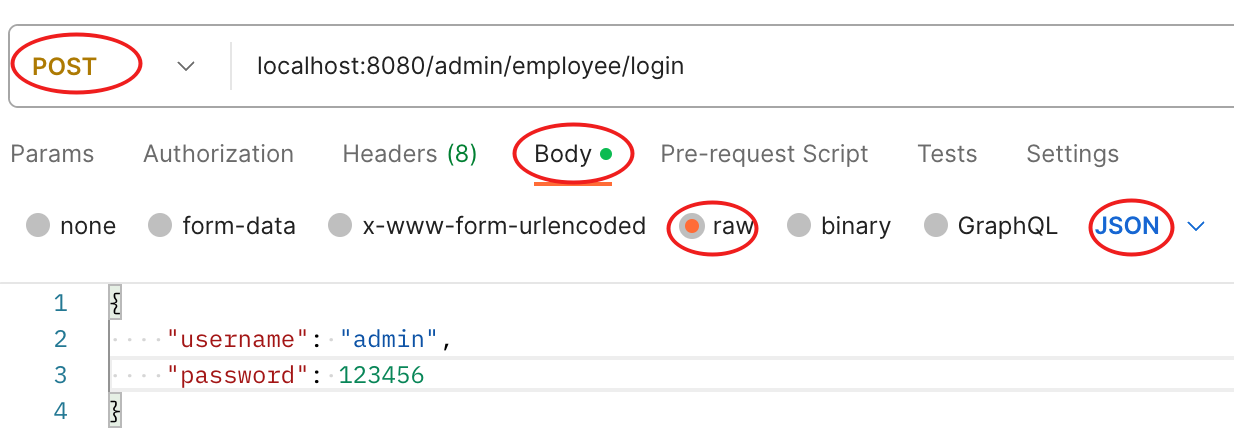 POST localhost:8080/admin/employee/login
Params Authorization Headers (8) Body Pre-request Script Tests Settings
none form-data x-www-form-urlencoded raw binary GraphQL JSON
1 {
2 "username": "admin",
3 "password": 123456
4 }